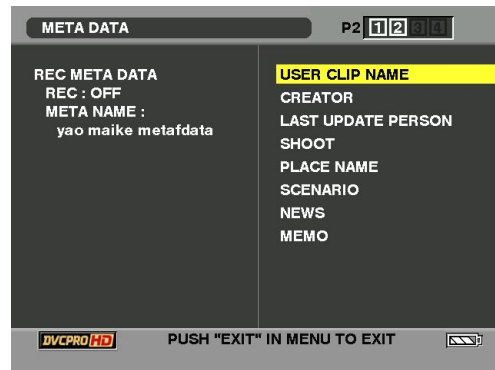 META DATA
P2 1 2 3 4
REC META DATA
REC : OFF
META NAME :
yao maike metafdata
USER CLIP NAME
CREATOR
LAST UPDATE PERSON
SHOOT
PLACE NAME
SCENARIO
NEWS
MEMO
DVCPRO HD
PUSH "EXIT" IN MENU TO EXIT